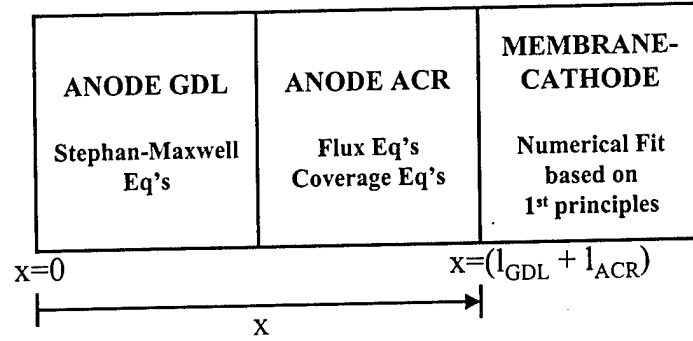 ANODE GDL
Stephan-Maxwell
Eq's
ANODE ACR
Flux Eq's
Coverage Eq's
MEMBRANE-
CATHODE
Numerical Fit
based on
1st principles
x=0
x=(lGDL + lACR)
x